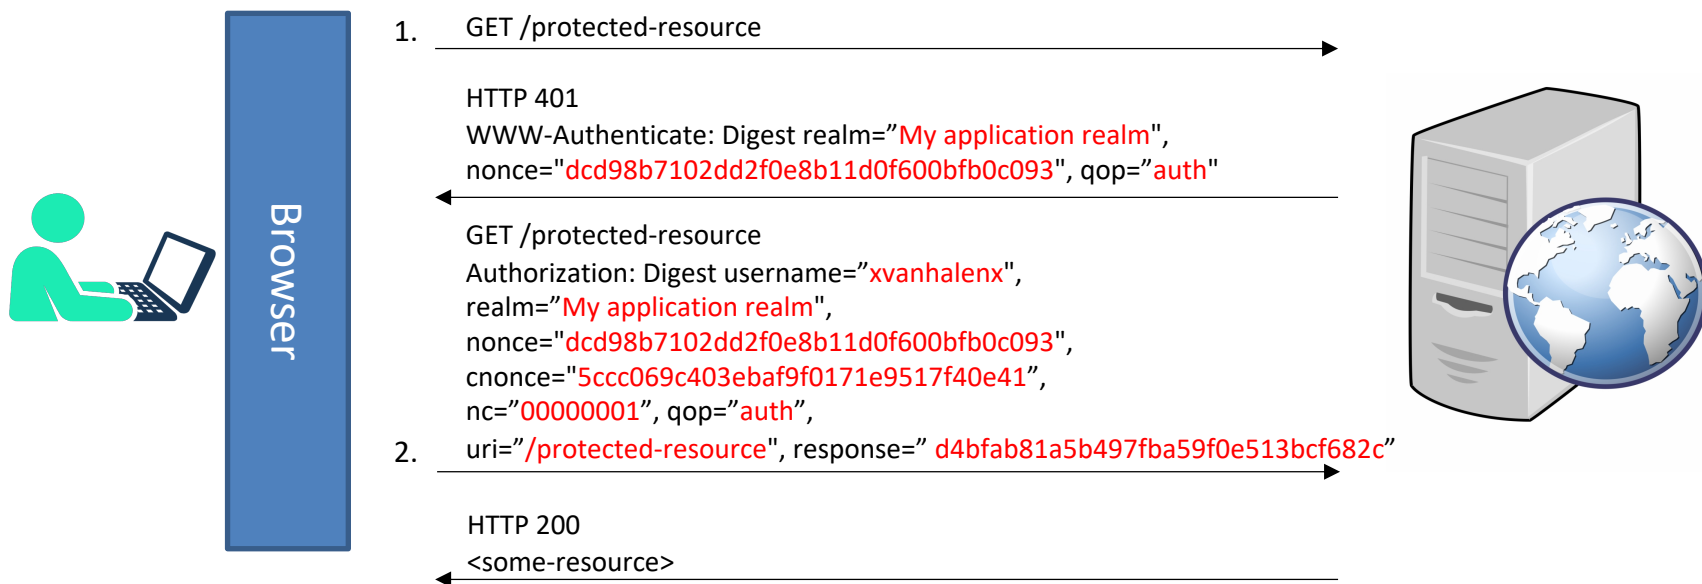 1. GET /protected-resource
HTTP 401
WWW-Authenticate: Digest realm=”My application realm",
nonce="dcd98b7102dd2f0e8b11d0f600bfb0c093", qop=”auth"
Browser
GET /protected-resource
Authorization: Digest username=”xvanhalenx",
realm=”My application realm",
nonce="dcd98b7102dd2f0e8b11d0f600bfb0c093",
cnonce="5ccc069c403ebaf9f0171e9517f40e41”,
nc=”00000001”, qop=”auth”,
2. uri=”/protected-resource", response=” d4bfab81a5b497fba59f0e513bcf682c”
HTTP 200
<some-resource>